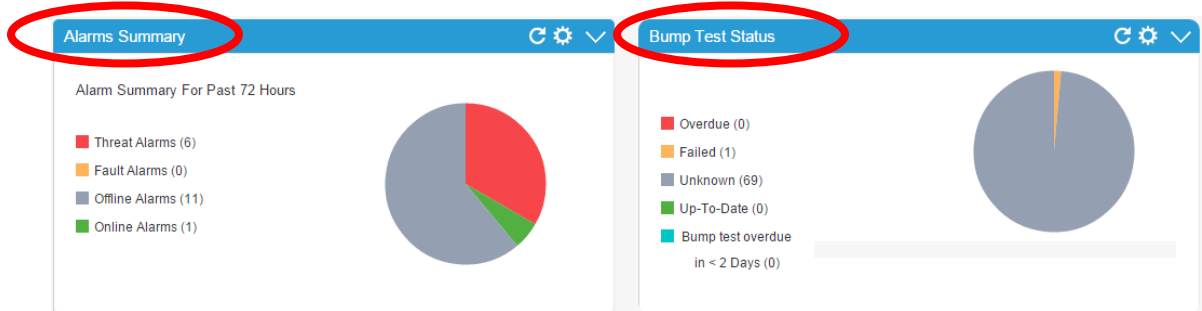 Alarms Summary
Alarm Summary For Past 72 Hours
Threat Alarms (6)
Fault Alarms (0)
Offline Alarms (11)
Online Alarms (1)
Bump Test Status
Overdue (0)
Failed (1)
Unknown (69)
Up-To-Date (0)
Bump test overdue
in < 2 Days (0)